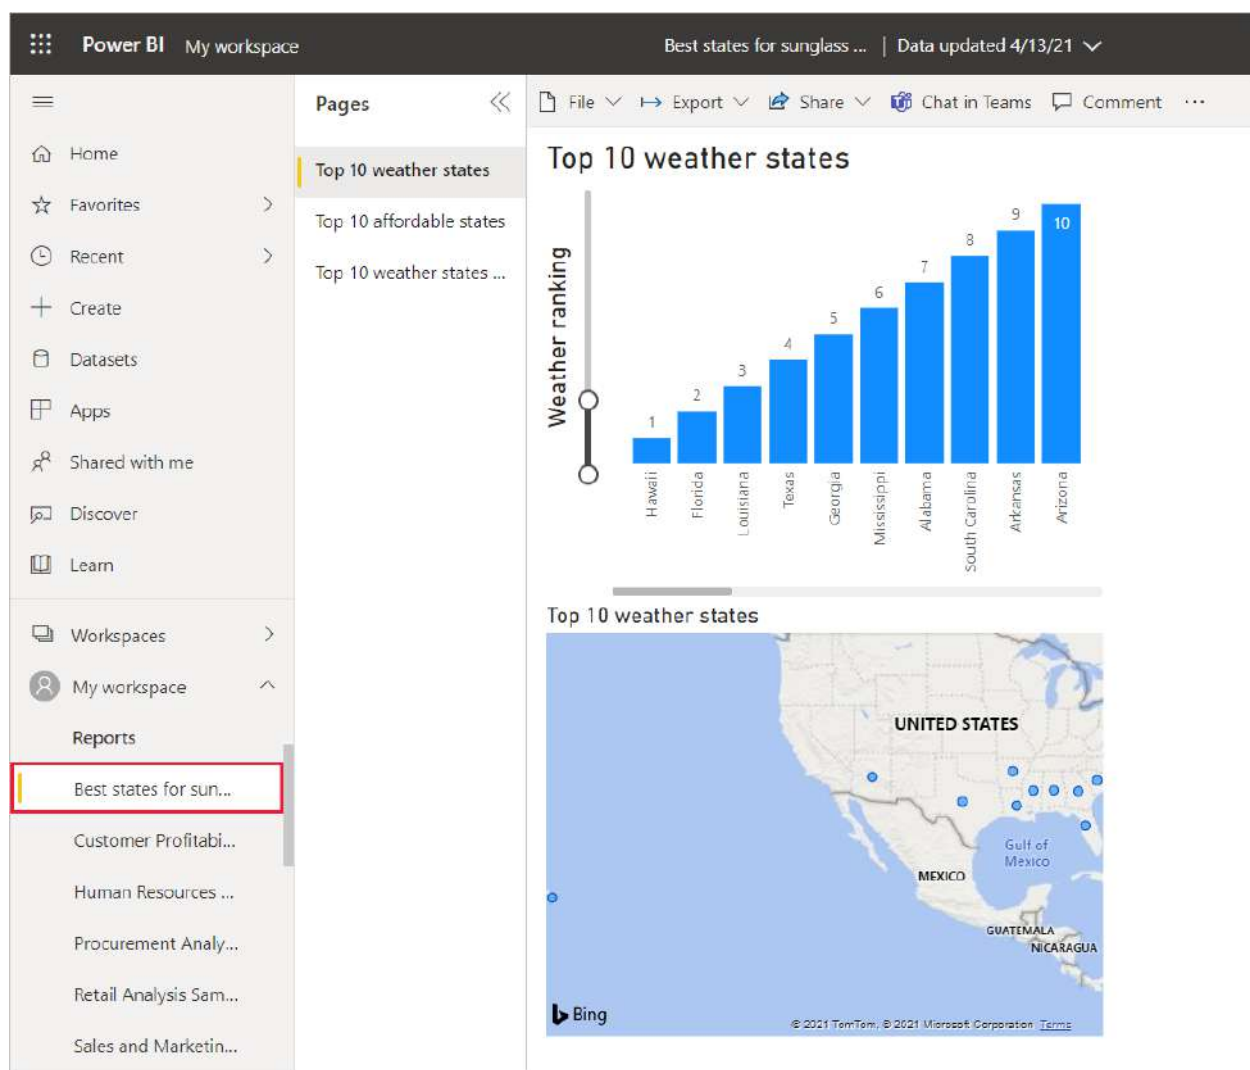 Power BI My workspace
Best states for sunglass ... | Data updated 4/13/21
Home
Favorites
Recent
Create
Datasets
Apps
Shared with me
Discover
Learn
Workspaces
My workspace
Reports
Best states for sun...
Customer Profitabi...
Human Resources ...
Procurement Analy...
Retail Analysis Sam...
Sales and Marketin...
Pages
Top 10 weather states
Top 10 affordable states
Top 10 weather states ...
File Export Share Chat in Teams Comment ...
Top 10 weather states
Weather ranking
1 2 3 4 5 6 7 8 9 10
Hawaii
Florida
Louisiana
Texas
Georgia
Mississippi
Alabama
South Carolina
Arkansas
Arizona
Top 10 weather states
UNITED STATES
Gulf of
Mexico
MEXICO
GUATEMALA
NICARAGUA
Bing
© 2021 TomTom, © 2021 Microsoft Corporation Terms